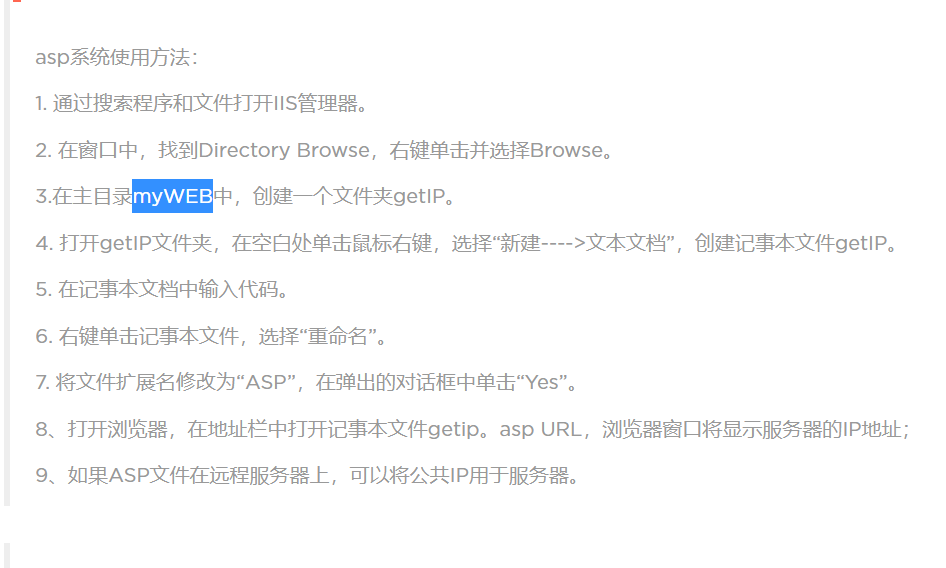 asp系统使用方法：
1. 通过搜索程序和文件打开IIS管理器。
2. 在窗口中，找到Directory Browse，右键单击并选择Browse。
3.在主目录myWEB中，创建一个文件夹getIP。
4. 打开getIP文件夹，在空白处单击鼠标右键，选择“新建---->文本文档”，创建记事本文件getIP。
5. 在记事本文档中输入代码。
6. 右键单击记事本文件，选择“重命名”。
7. 将文件扩展名修改为“ASP”，在弹出的对话框中单击“Yes”。
8、打开浏览器，在地址栏中打开记事本文件getip。asp URL，浏览器窗口将显示服务器的IP地址；
9、如果ASP文件在远程服务器上，可以将公共IP用于服务器。